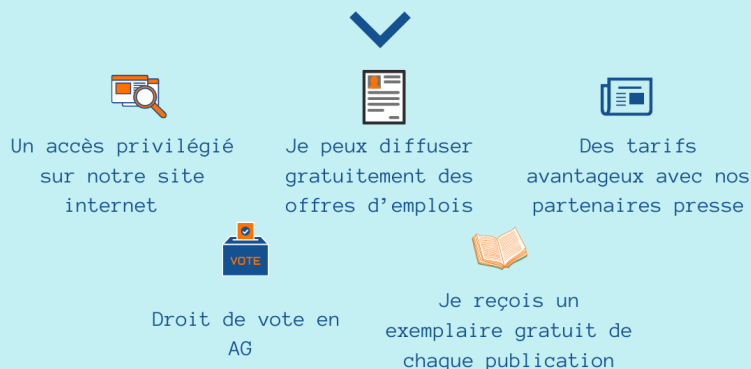 Un accès privilégié
sur notre site
internet
Je peux diffuser
gratuitement des
offres d'emplois
Des tarifs
avantageux avec nos
partenaires presse
VOTE
Droit de vote en
AG
Je reçois un
exemplaire gratuit de
chaque publication